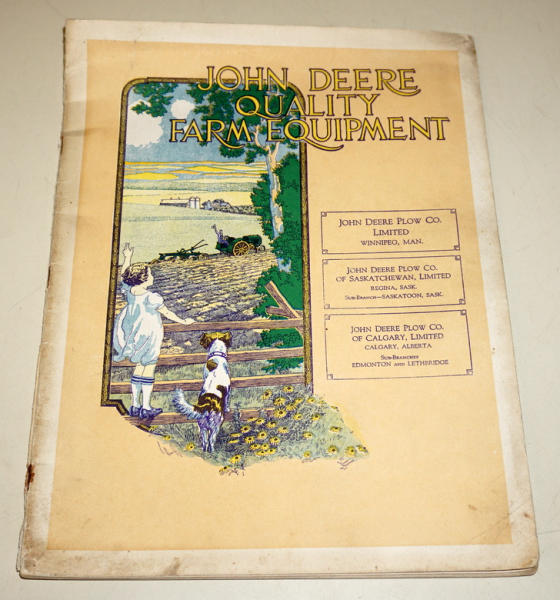 JOHN DEERE
QUALITY
FARM EQUIPMENT
JOHN DEERE PLOW CO.
LIMITED
WINNIPEG, MAN.
JOHN DEERE PLOW CO.
OF SASKATCHEWAN, LIMITED
REGINA, SASK.
SUB-BRANCH—SASKATOON, SASK.
JOHN DEERE PLOW CO.
OF CALGARY, LIMITED
CALGARY, ALBERTA
SUB-BRANCHES
EDMONTON AND LETHBRIDGE